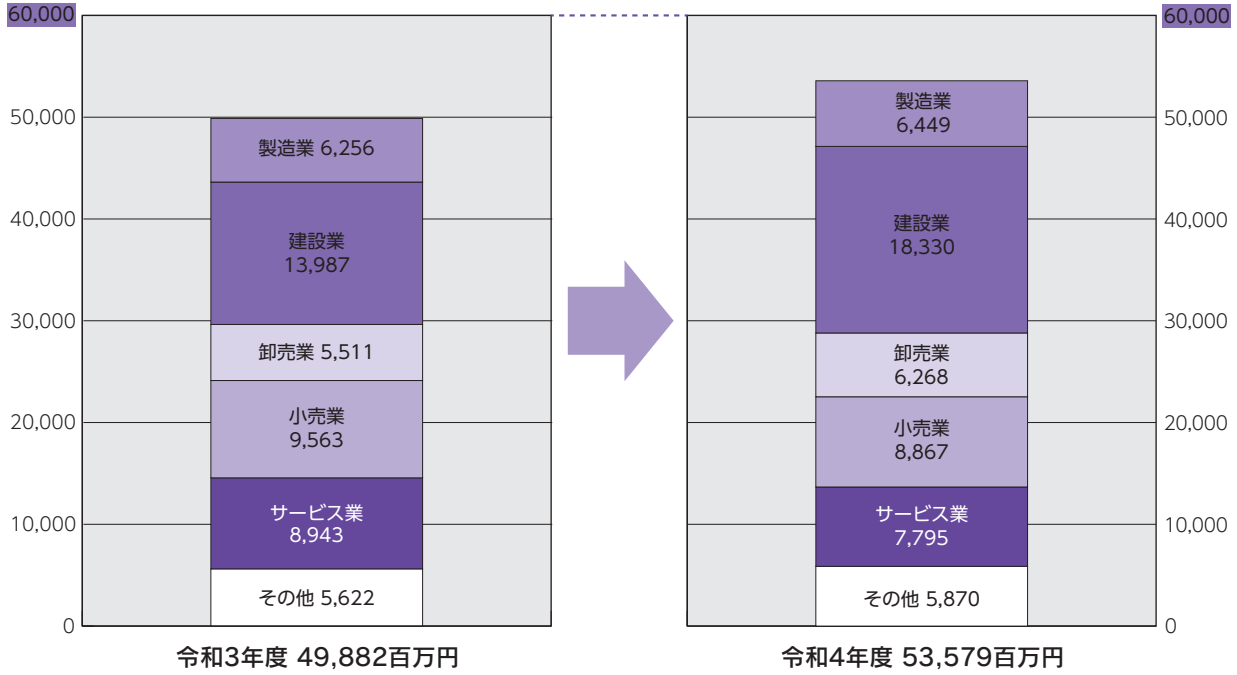 60,000
50,000
40,000
30,000
20,000
10,000
0
製造業 6,256
建設業
13,987
卸売業 5,511
小売業
9,563
サービス業
8,943
その他 5,622
令和3年度 49,882百万円
製造業
6,449
建設業
18,330
卸売業
6,268
小売業
8,867
サービス業
7,795
その他 5,870
令和4年度 53,579百万円
60,000
50,000
40,000
30,000
20,000
10,000
0